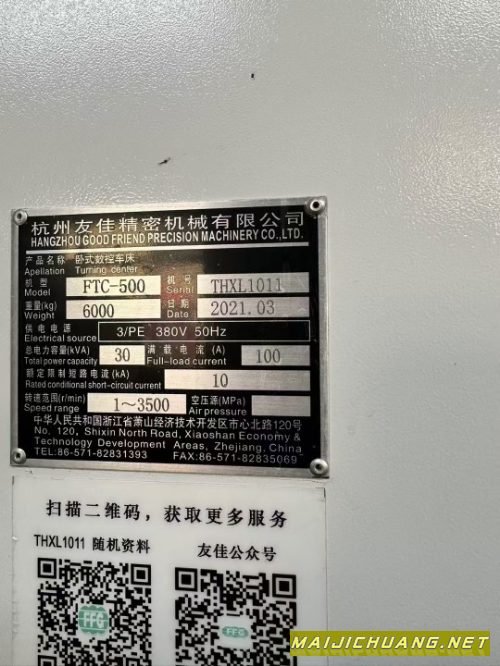 杭州友佳精密机械有限公司
HANGZHOU GOOD FRIEND PRECISION MACHINERY CO.,LTD.
产品名称 卧式数控车床
Apellation Turning center
机型 FTC-500 机号 THXL1011
Model Serial
重量(kg) 6000 日期 2021.03
Weight Date
供电电源 3/PE 380V 50Hz
Electrical source
总电力容量(kVA) 30 满载电流(A) 100
Total power capacity Full-load current
额定限制短路电流(kA) 10
Rated conditional short-circuit current
转速范围(r/min) 1~3500 空压源(MPa)
Speed range Air pressure
中华人民共和国浙江省萧山经济技术开发区市心北路120号
No. 120, Shixin North Road, Xiaoshan Economy &
Technology Development Areas, Zhejiang, China
TEL:86-571-82831393 FAX:86-571-82835069
扫描二维码，获取更多服务
THXL1011 随机资料 友佳公众号
FFG FFG
MAIJICHUANG.NET